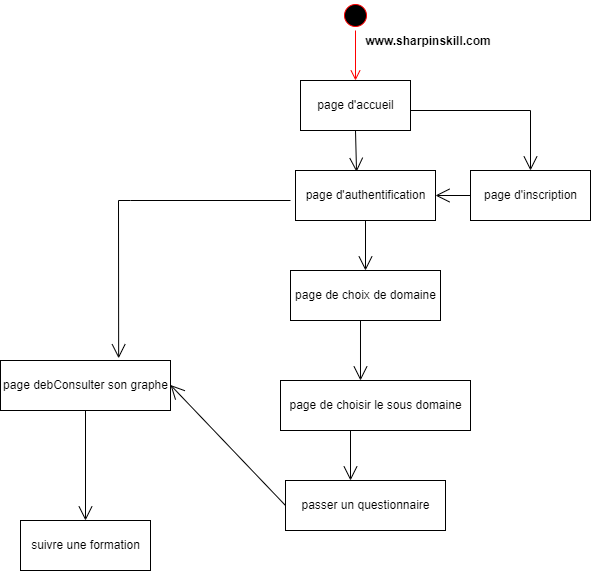 www.sharpinskill.com
page d'accueil
page d'authentification
page d'inscription
page de choix de domaine
page debConsulter son graphe
page de choisir le sous domaine
passer un questionnaire
suivre une formation